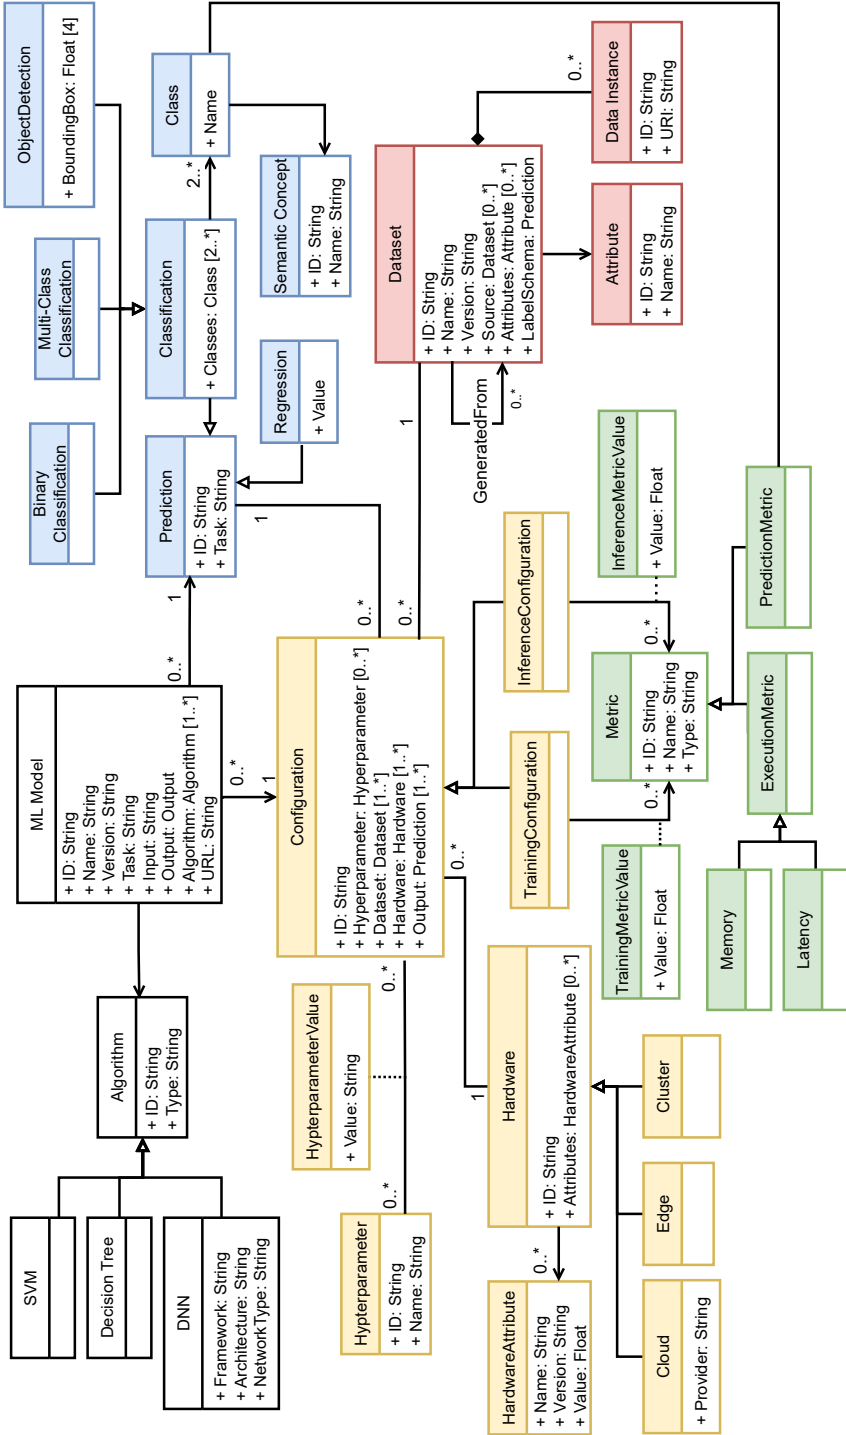 SVM
Decision Tree
DNN
+ Framework: String
+ Architecture: String
+ NetworkType: String
Algorithm
+ ID: String
+ Type: String
ML Model
+ ID: String
+ Name: String
+ Version: String
+ Task: String
+ Input: String
+ Output: Output
+ Algorithm: Algorithm [1..*]
+ URL: String
0..*
1
0..*
1
Binary
Classification
Multi-Class
Classification
ObjectDetection
+ BoundingBox: Float [4]
Prediction
+ ID: String
+ Task: String
Classification
+ Classes: Class [2..*]
2..*
Class
+ Name
Regression
+ Value
Semantic Concept
+ ID: String
+ Name: String
1
0..*
Hypterparameter
+ ID: String
+ Name: String
HypterparameterValue
+ Value: String
0..*
0..*
Configuration
+ ID: String
+ Hyperparameter: Hyperparameter [0..*]
+ Dataset: Dataset [1..*]
+ Hardware: Hardware [1..*]
+ Output: Prediction [1..*]
0..*
1
Dataset
+ ID: String
+ Name: String
+ Version: String
+ Source: Dataset [0..*]
+ Attributes: Attribute [0..*]
+ LabelSchema: Prediction
GeneratedFrom
0..*
0..*
Data Instance
+ ID: String
+ URI: String
Attribute
+ ID: String
+ Name: String
HardwareAttribute
+ Name: String
+ Version: String
+ Value: Float
0..*
Hardware
+ ID: String
+ Attributes: HardwareAttribute [0..*]
1
0..*
Cloud
+ Provider: String
Edge
Cluster
TrainingConfiguration
InferenceConfiguration
TrainingMetricValue
+ Value: Float
0..*
Metric
+ ID: String
+ Name: String
+ Type: String
0..*
InferenceMetricValue
+ Value: Float
Memory
Latency
ExecutionMetric
PredictionMetric